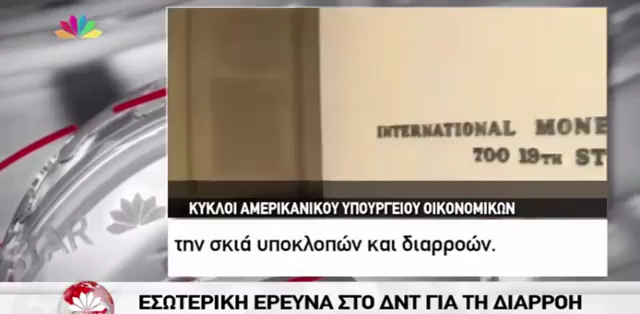 INTERNATIONAL MONE
700 19TH ST
ΚΥΚΛΟΙ ΑΜΕΡΙΚΑΝΙΚΟΥ ΥΠΟΥΡΓΕΙΟΥ ΟΙΚΟΝΟΜΙΚΩΝ
την σκιά υποκλοπών και διαρροών.
STAR
ΕΣΩΤΕΡΙΚΗ ΕΡΕΥΝΑ ΣΤΟ ΔΝΤ ΓΙΑ ΤΗ ΔΙΑΡΡΟΗ